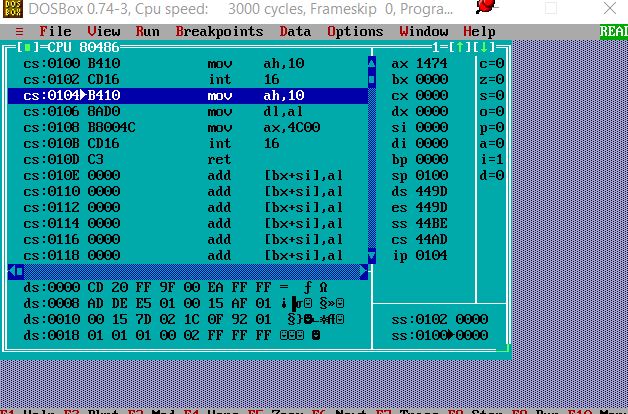 DOSBox 0.74-3, Cpu speed: 3000 cycles, Frameskip 0, Progra...
≡ File View Run Breakpoints Data Options Window Help READ
[■]=CPU 80486 1=[↑][↓]
cs:0100 B410 mov ah,10 ax 1474 c=0
cs:0102 CD16 int 16 bx 0000 z=0
cs:0104►B410 mov ah,10 cx 0000 s=0
cs:0106 8AD0 mov dl,al dx 0000 o=0
cs:0108 B8004C mov ax,4C00 si 0000 p=0
cs:010B CD16 int 16 di 0000 a=0
cs:010D C3 ret bp 0000 i=1
cs:010E 0000 add [bx+si],al sp 0100 d=0
cs:0110 0000 add [bx+si],al ds 449D
cs:0112 0000 add [bx+si],al es 449D
cs:0114 0000 add [bx+si],al ss 44BE
cs:0116 0000 add [bx+si],al cs 44AD
cs:0118 0000 add [bx+si],al ip 0104
ds:0000 CD 20 FF 9F 00 EA FF FF = ƒ Ω
ds:0008 AD DE E5 01 00 15 AF 01
ds:0010 00 15 7D 02 1C 0F 92 01 ss:0102 0000
ds:0018 01 01 01 00 02 FF FF FF ss:0100►0000